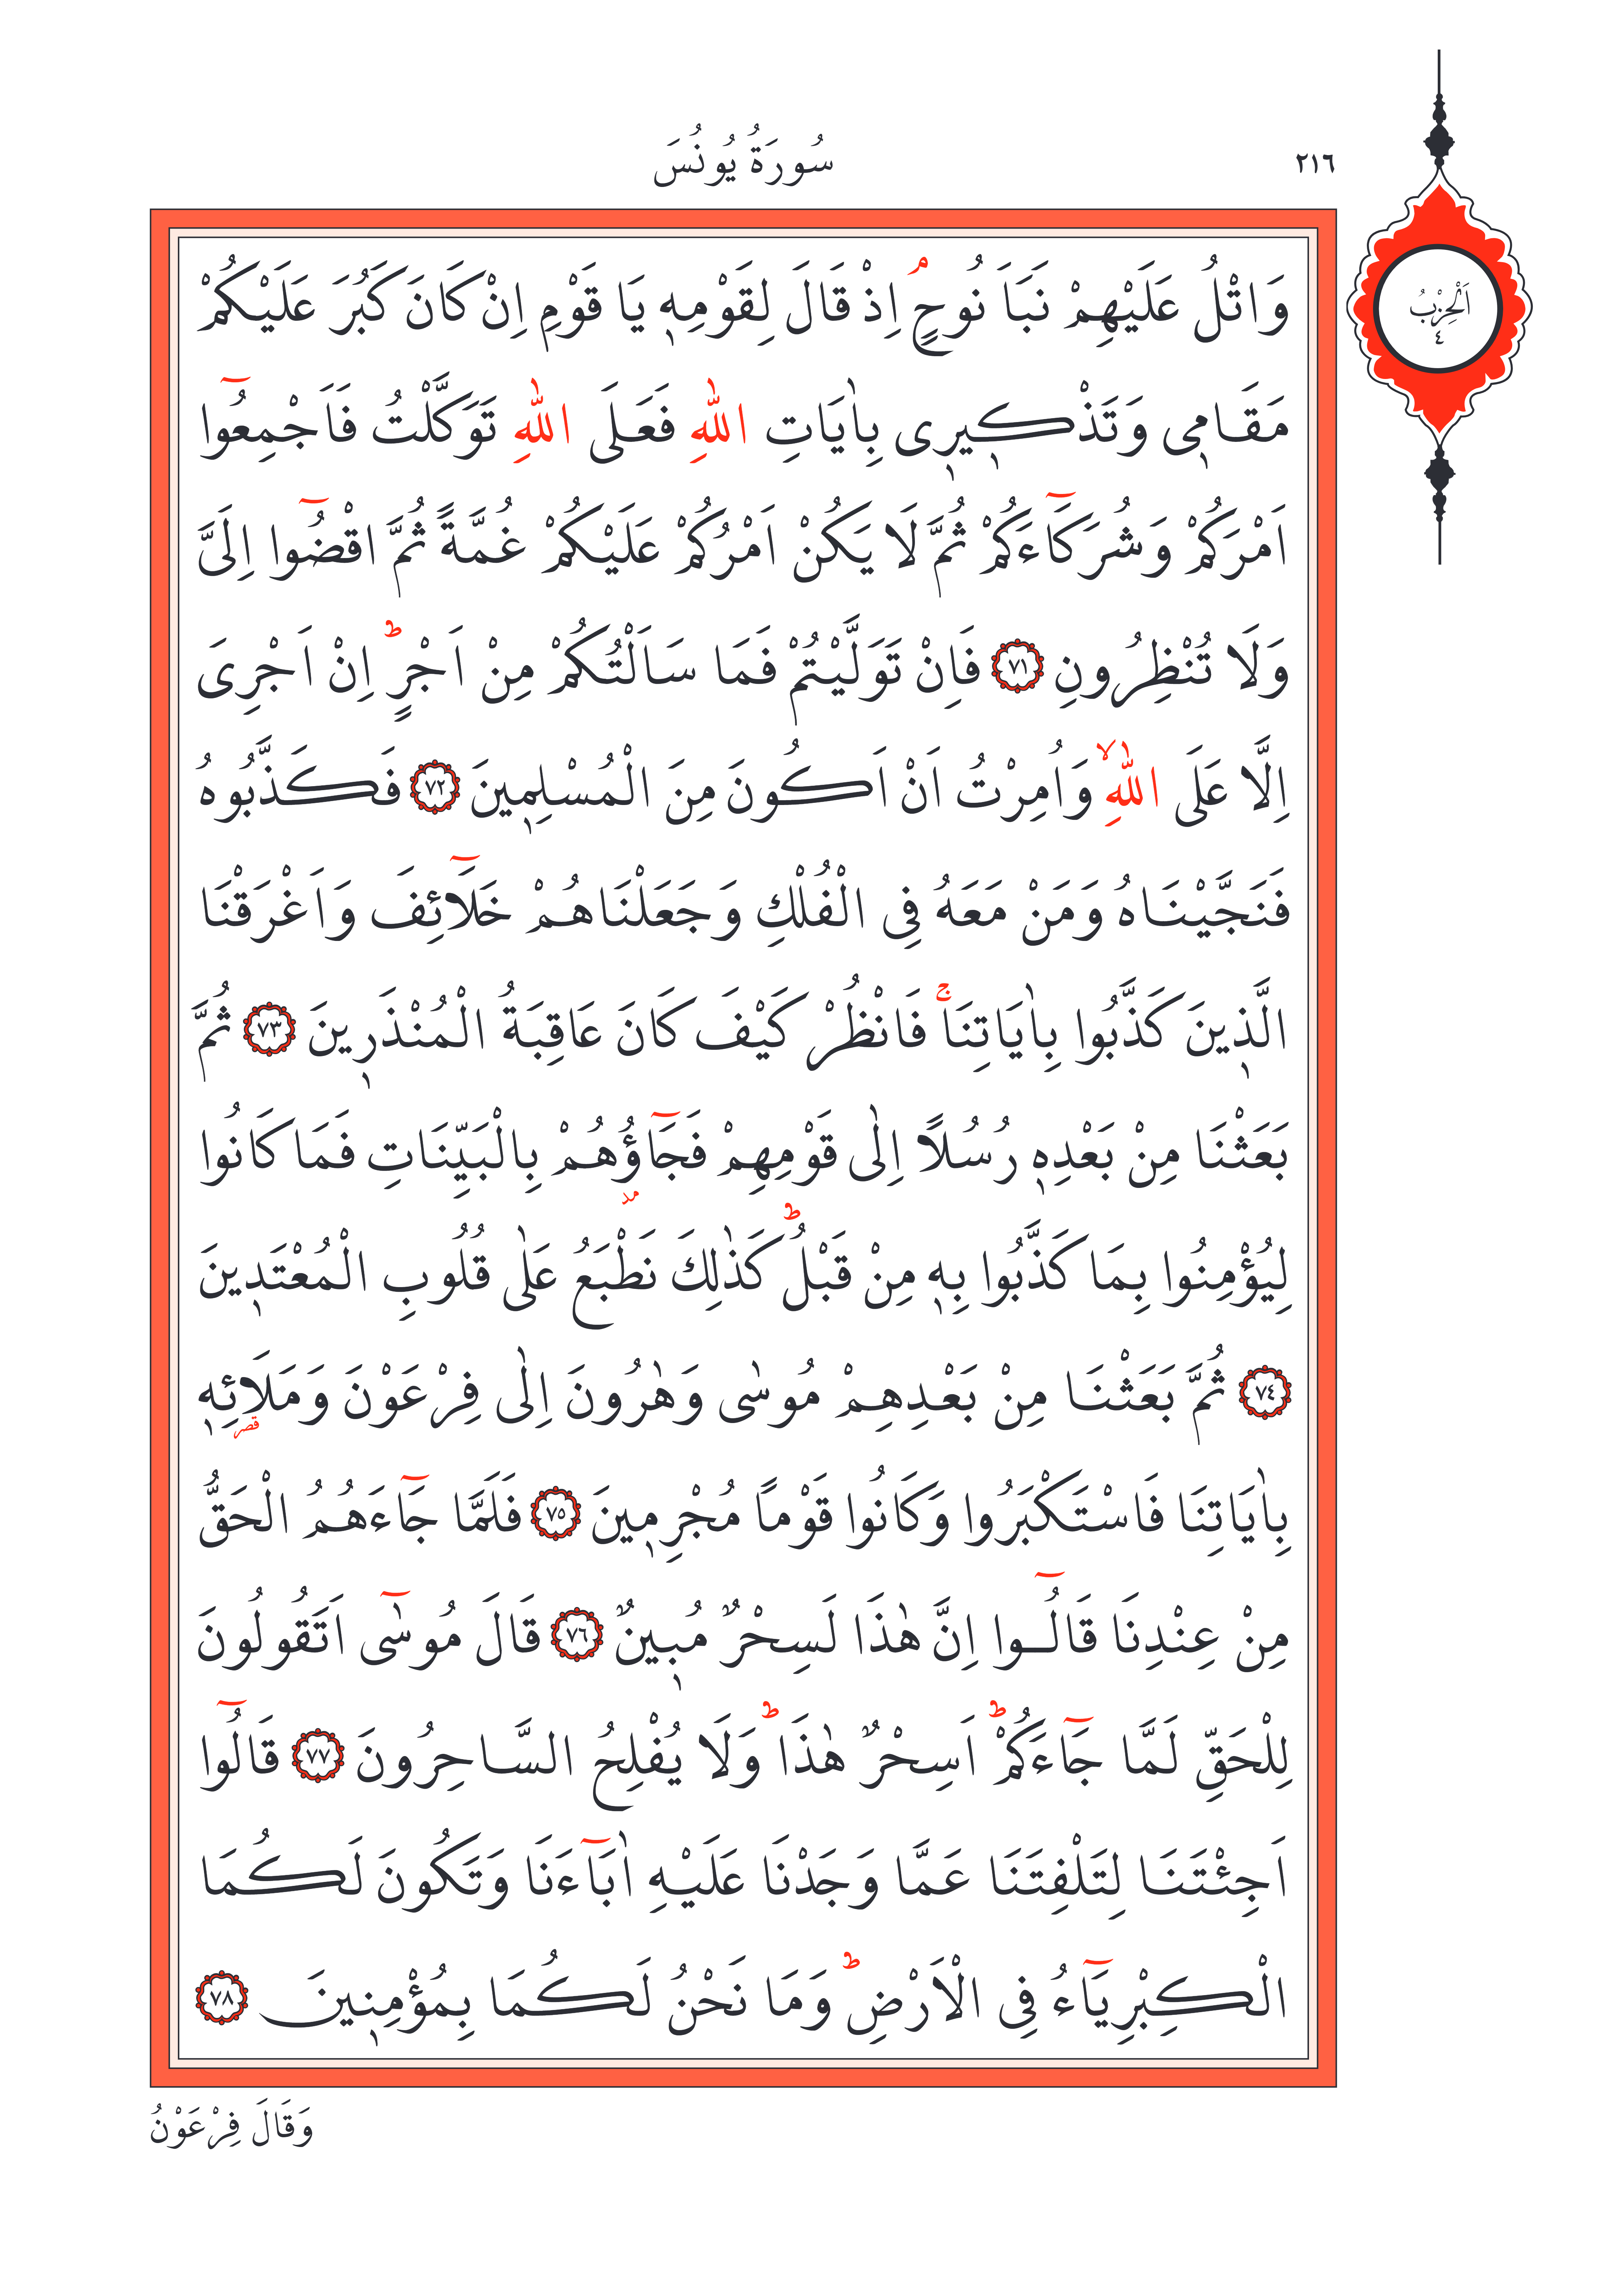 سُورَةُ يُونُسَ
٢١٦
اَلْحِزْبُ
٤
وَاتْلُ عَلَيْهِمْ نَبَاَ نُوحٍۢ اِذْ قَالَ لِقَوْمِه۪ يَا قَوْمِ اِنْ كَانَ كَبُرَ عَلَيْكُمْ
مَقَام۪ي وَتَذْك۪ير۪ي بِاٰيَاتِ اللّٰهِ فَعَلَى اللّٰهِ تَوَكَّلْتُ فَاَجْمِعُٓوا
اَمْرَكُمْ وَشُرَكَٓاءَكُمْ ثُمَّ لَا يَكُنْ اَمْرُكُمْ عَلَيْكُمْ غُمَّةً ثُمَّ اقْضُٓوا اِلَيَّ
وَلَا تُنْظِرُونِ ﴿٧١﴾ فَاِنْ تَوَلَّيْتُمْ فَمَا سَاَلْتُكُمْ مِنْ اَجْرٍۜ اِنْ اَجْرِيَ
اِلَّا عَلَى اللّٰهِۙ وَاُمِرْتُ اَنْ اَكُونَ مِنَ الْمُسْلِم۪ينَ ﴿٧٢﴾ فَكَذَّبُوهُ
فَنَجَّيْنَاهُ وَمَنْ مَعَهُ فِي الْفُلْكِ وَجَعَلْنَاهُمْ خَلَٓائِفَ وَاَغْرَقْنَا
الَّذ۪ينَ كَذَّبُوا بِاٰيَاتِنَاۚ فَانْظُرْ كَيْفَ كَانَ عَاقِبَةُ الْمُنْذَر۪ينَ ﴿٧٣﴾ ثُمَّ
بَعَثْنَا مِنْ بَعْدِه۪ رُسُلًا اِلٰى قَوْمِهِمْ فَجَٓاؤُ۫هُمْ بِالْبَيِّنَاتِ فَمَا كَانُوا
لِيُؤْمِنُوا بِمَا كَذَّبُوا بِه۪ مِنْ قَبْلُۜ كَذٰلِكَ نَطْبَعُ عَلٰى قُلُوبِ الْمُعْتَد۪ينَ
﴿٧٤﴾ ثُمَّ بَعَثْنَا مِنْ بَعْدِهِمْ مُوسٰى وَهٰرُونَ اِلٰى فِرْعَوْنَ وَمَلَا۬ئِه۪
بِاٰيَاتِنَا فَاسْتَكْبَرُوا وَكَانُوا قَوْمًا مُجْرِم۪ينَ ﴿٧٥﴾ فَلَمَّا جَٓاءَهُمُ الْحَقُّ
مِنْ عِنْدِنَا قَالُٓوا اِنَّ هٰذَا لَسِحْرٌ مُب۪ينٌ ﴿٧٦﴾ قَالَ مُوسٰٓى اَتَقُولُونَ
لِلْحَقِّ لَمَّا جَٓاءَكُمْۜ اَسِحْرٌ هٰذَاۜ وَلَا يُفْلِحُ السَّاحِرُونَ ﴿٧٧﴾ قَالُٓوا
اَجِئْتَنَا لِتَلْفِتَنَا عَمَّا وَجَدْنَا عَلَيْهِ اٰبَٓاءَنَا وَتَكُونَ لَكُمَا
الْكِبْرِيَٓاءُ فِي الْاَرْضِۜ وَمَا نَحْنُ لَكُمَا بِمُؤْمِن۪ينَ ﴿٧٨﴾
وَقَالَ فِرْعَوْنُ